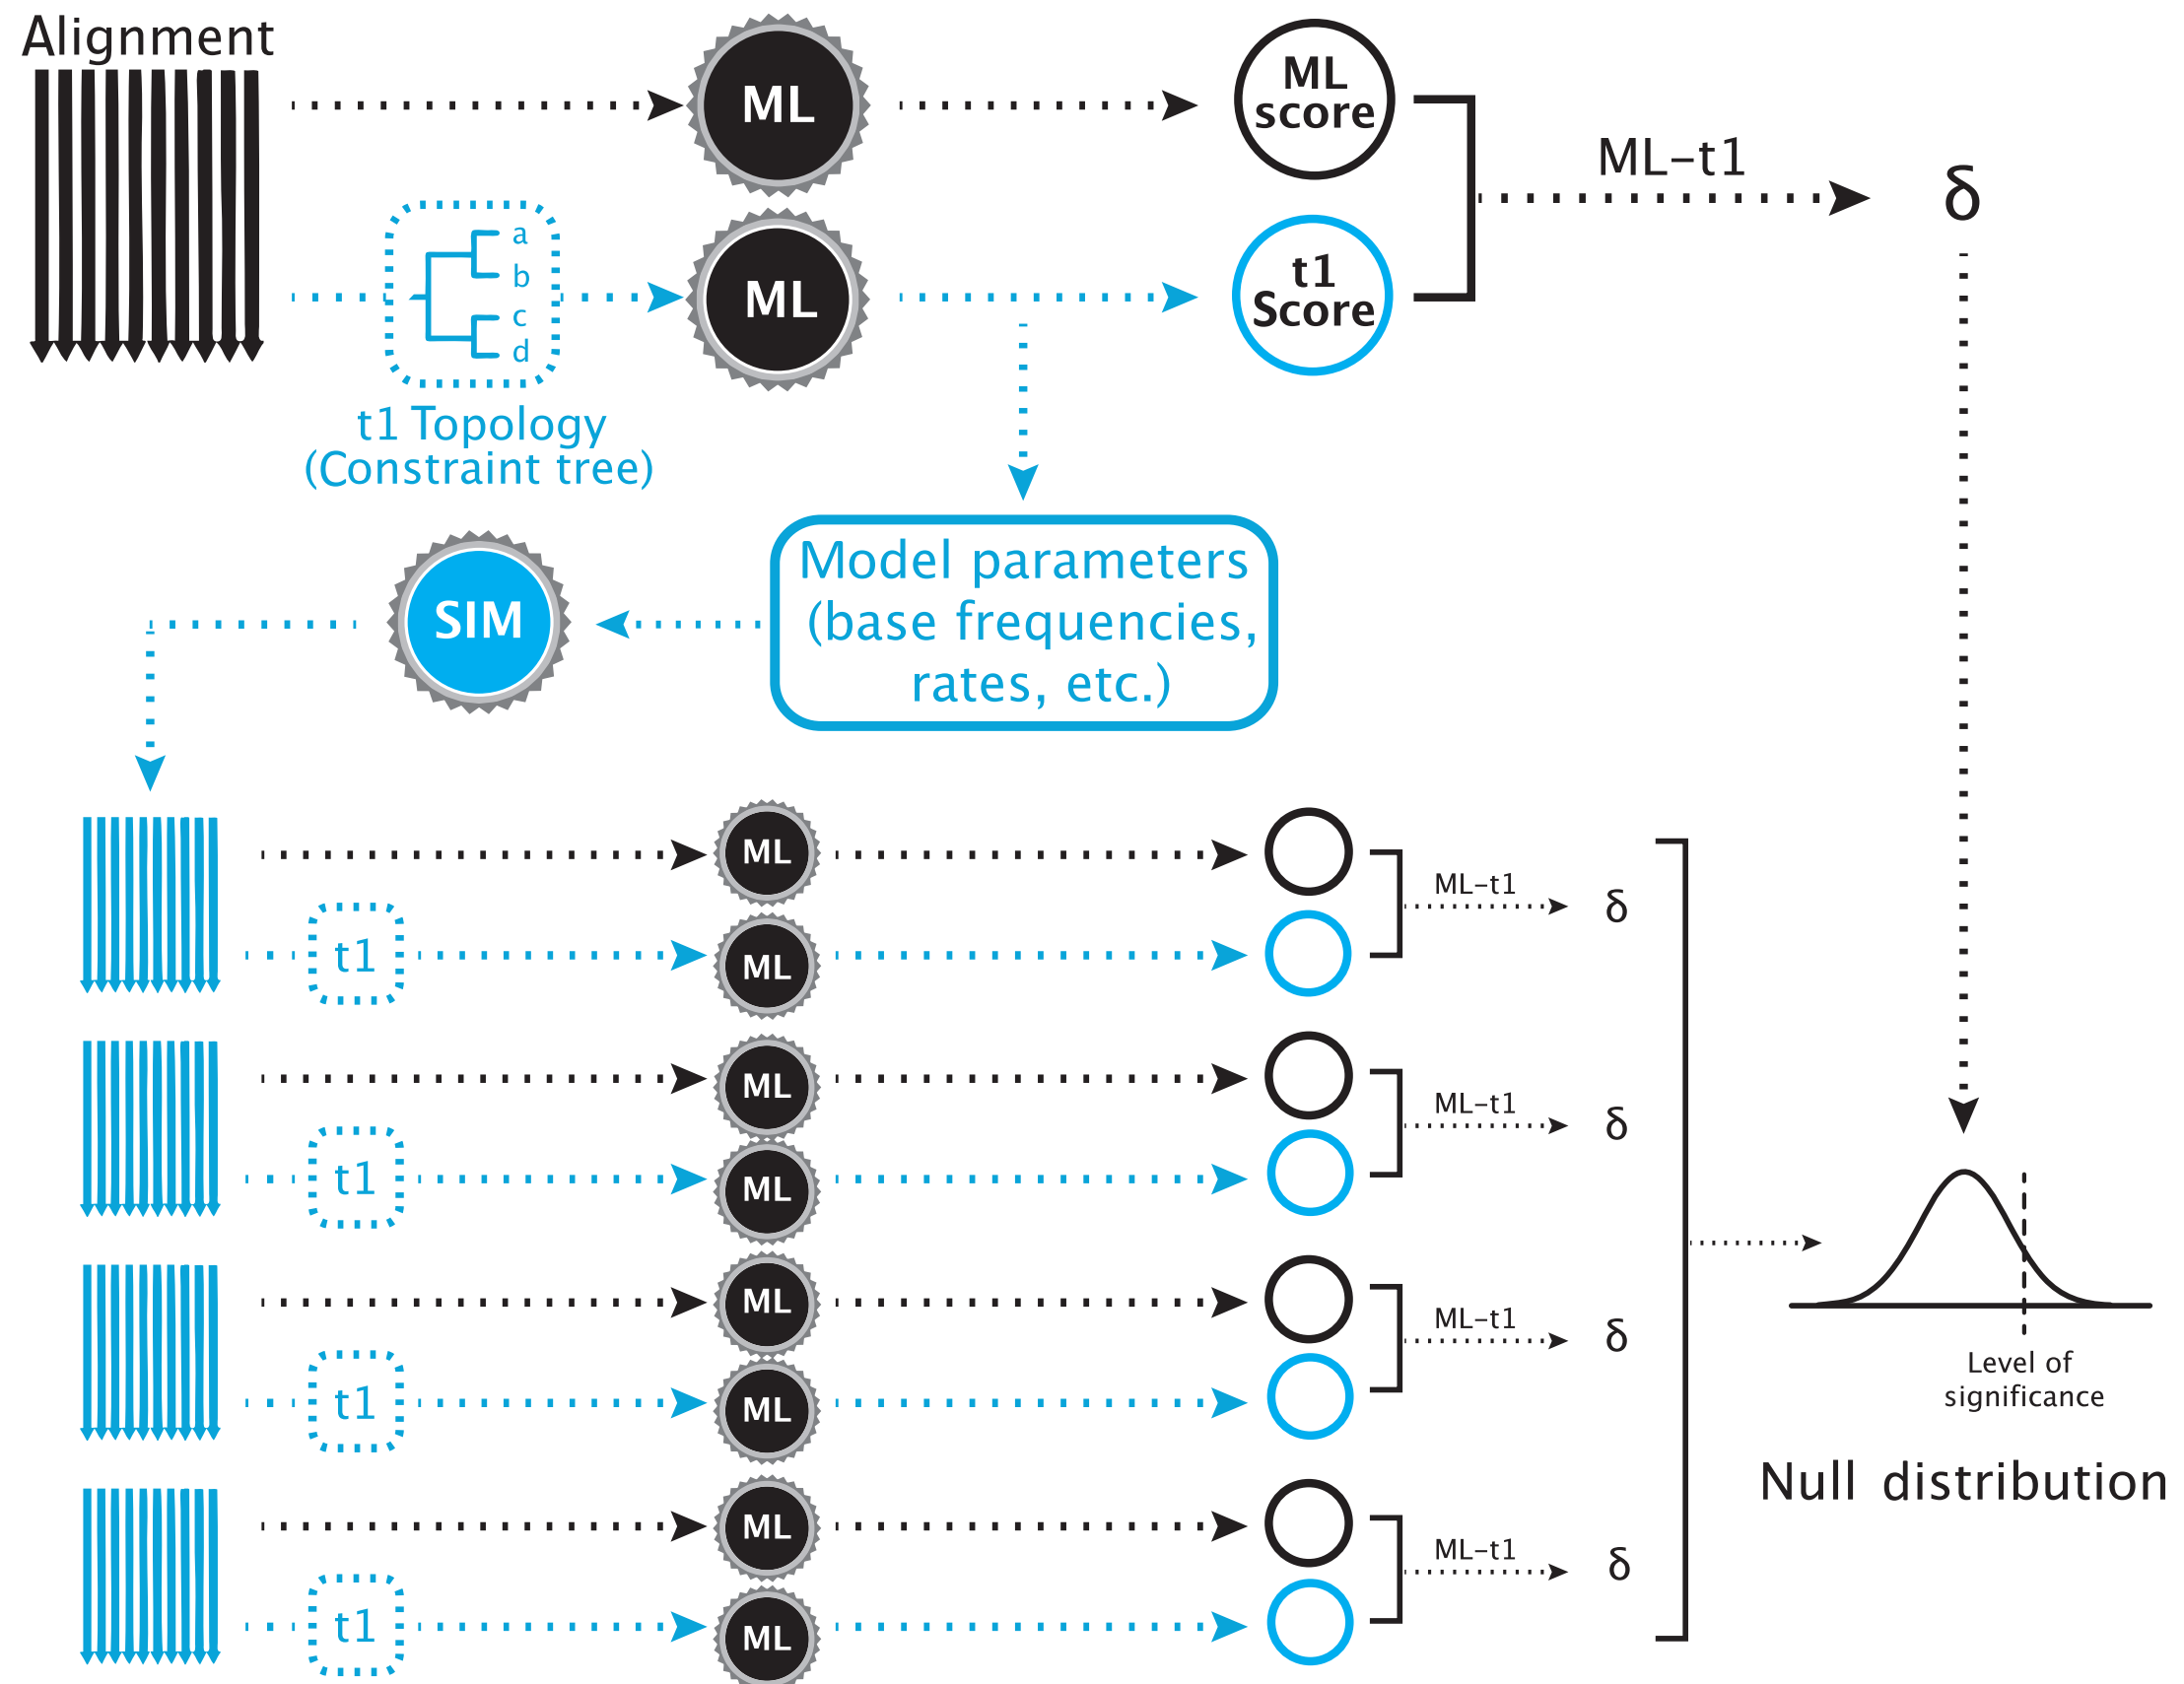 Alignment
ML
ML
score
ML-t1
δ
a
b
c
d
ML
t1
Score
t1 Topology
(Constraint tree)
Model parameters
(base frequencies,
rates, etc.)
SIM
ML
ML-t1
δ
t1
ML
ML
ML-t1
δ
t1
ML
ML
ML-t1
δ
t1
ML
Level of
significance
Null distribution
ML
ML-t1
δ
t1
ML